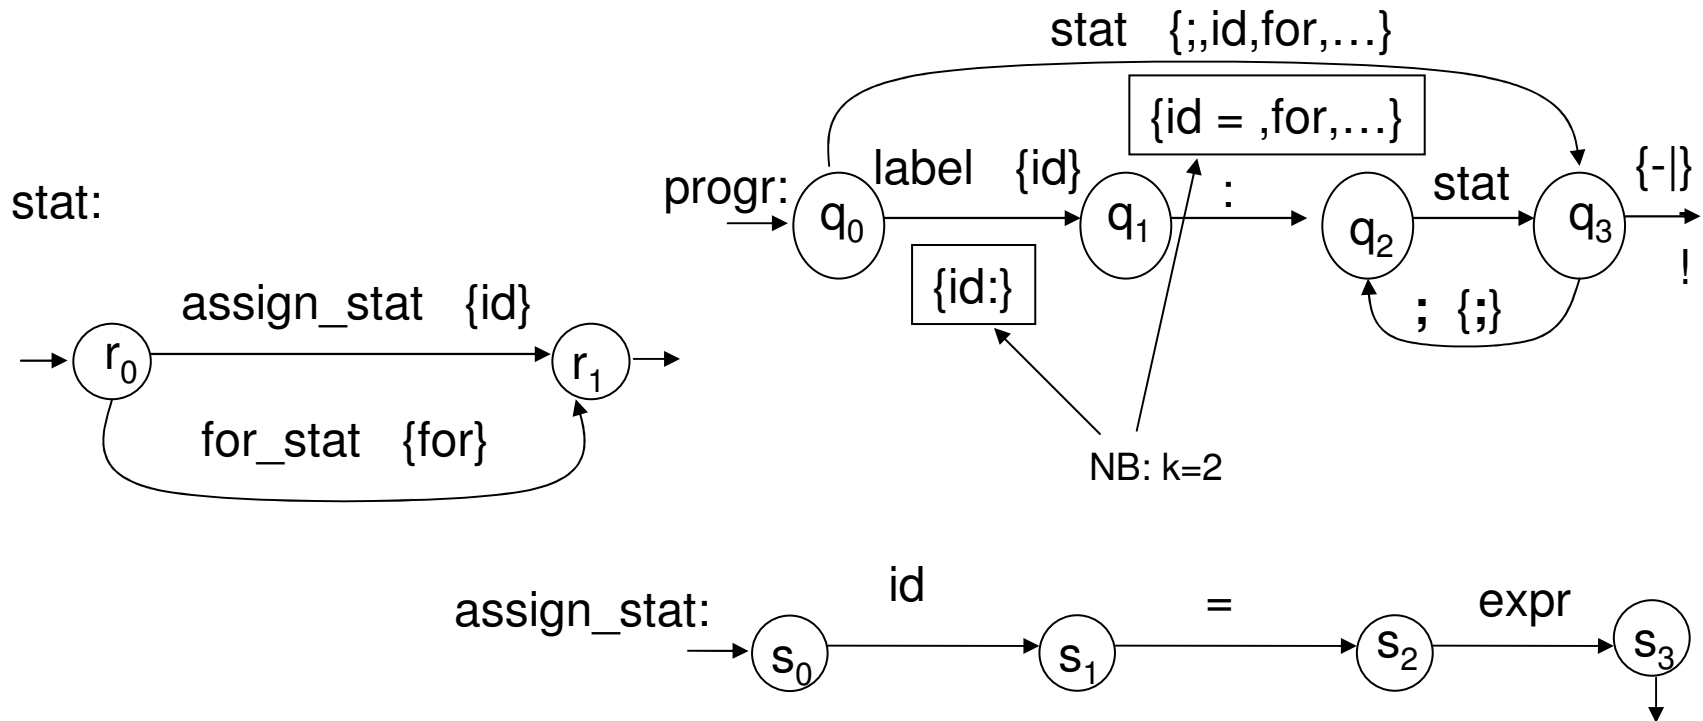 stat {;,id,for,…}
{id = ,for,…}
progr:
label {id}
:
stat
{-|}
stat:
q0
q1
q2
q3
{id:}
; {;}
!
assign_stat {id}
r0
r1
for_stat {for}
NB: k=2
assign_stat:
id
=
expr
s0
s1
s2
s3